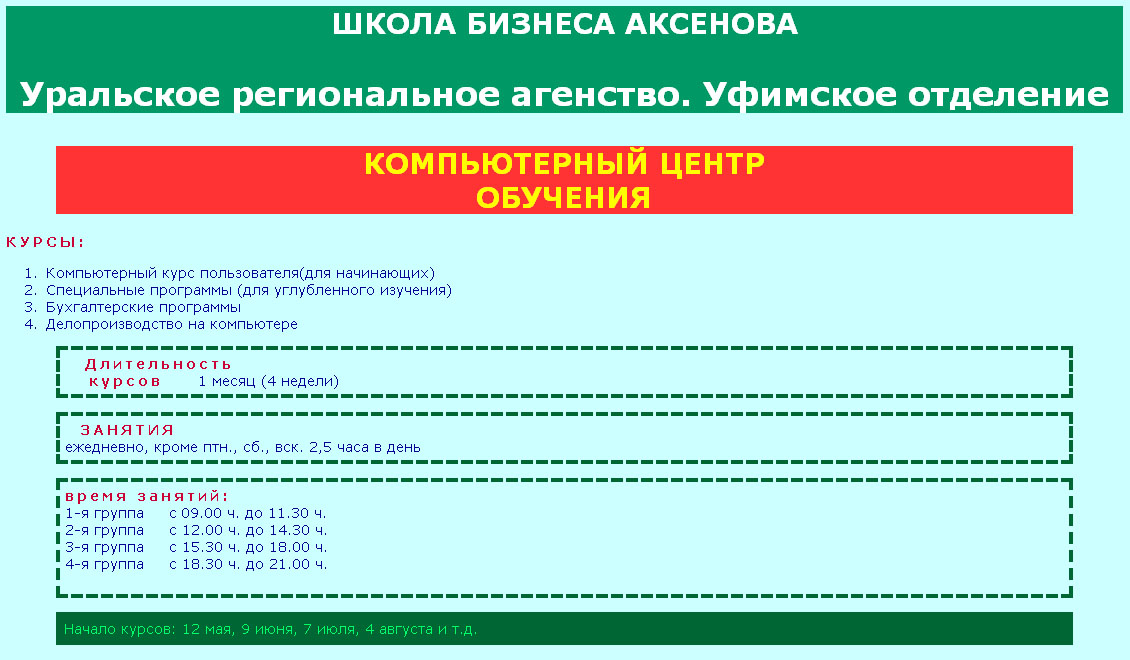 ШКОЛА БИЗНЕСА АКСЕНОВА
Уральское региональное агенство. Уфимское отделение
КОМПЬЮТЕРНЫЙ ЦЕНТР
ОБУЧЕНИЯ
КУРСЫ:
1. Компьютерный курс пользователя(для начинающих)
2. Специальные программы (для углубленного изучения)
3. Бухгалтерские программы
4. Делопроизводство на компьютере
Длительность
курсов 1 месяц (4 недели)
ЗАНЯТИЯ
ежедневно, кроме птн., сб., вск. 2,5 часа в день
время занятий:
1-я группа с 09.00 ч. до 11.30 ч.
2-я группа с 12.00 ч. до 14.30 ч.
3-я группа с 15.30 ч. до 18.00 ч.
4-я группа с 18.30 ч. до 21.00 ч.
Начало курсов: 12 мая, 9 июня, 7 июля, 4 августа и т.д.